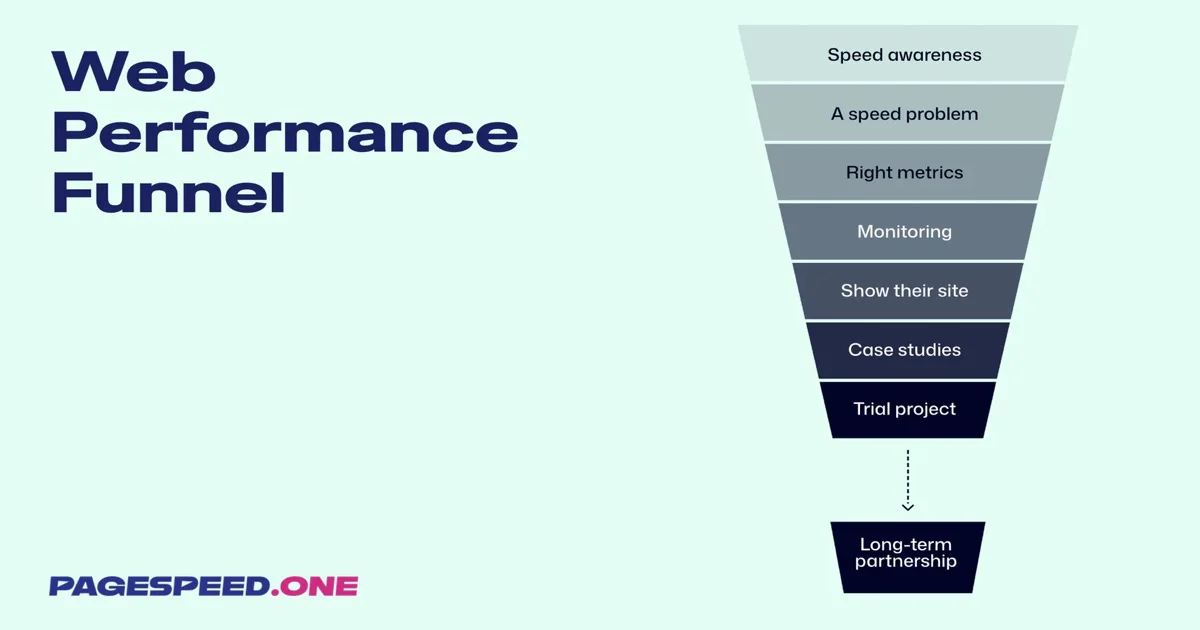 Web
Performance
Funnel
Speed awareness
A speed problem
Right metrics
Monitoring
Show their site
Case studies
Trial project
Long-term
partnership
PAGESPEED.ONE